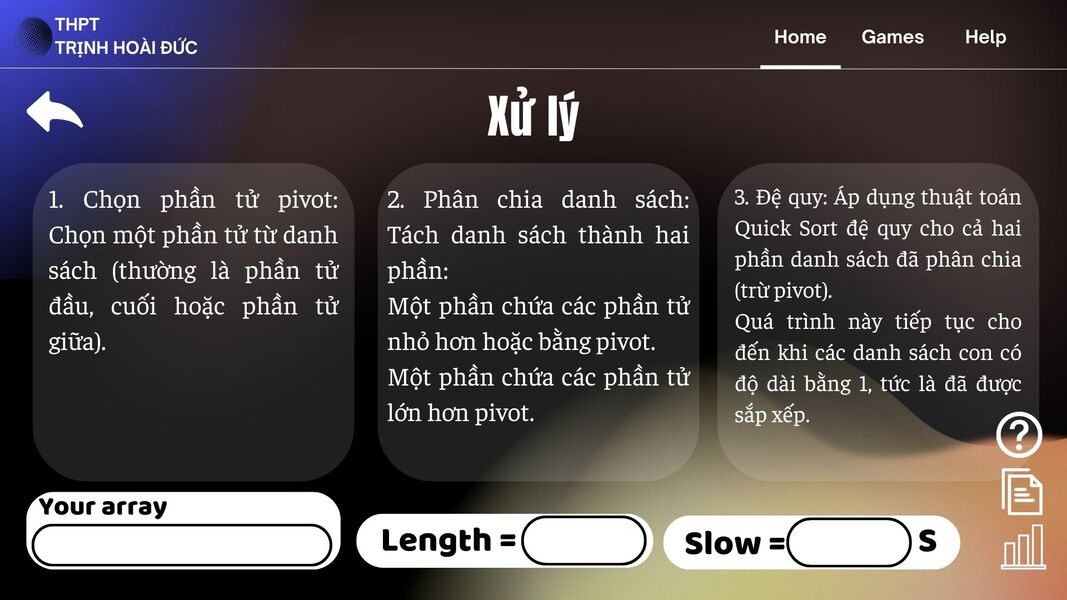 THPT
TRỊNH HOÀI ĐỨC
Home
Games
Help
Xử lý
1. Chọn phần tử pivot:
Chọn một phần tử từ danh
sách (thường là phần tử
đầu, cuối hoặc phần tử
giữa).
2. Phân chia danh sách:
Tách danh sách thành hai
phần:
Một phần chứa các phần tử
nhỏ hơn hoặc bằng pivot.
Một phần chứa các phần tử
lớn hơn pivot.
3. Đệ quy: Áp dụng thuật toán
Quick Sort đệ quy cho cả hai
phần danh sách đã phân chia
(trừ pivot).
Quá trình này tiếp tục cho
đến khi các danh sách con có
độ dài bằng 1, tức là đã được
sắp xếp.
?
Your array
Length =
Slow =
S